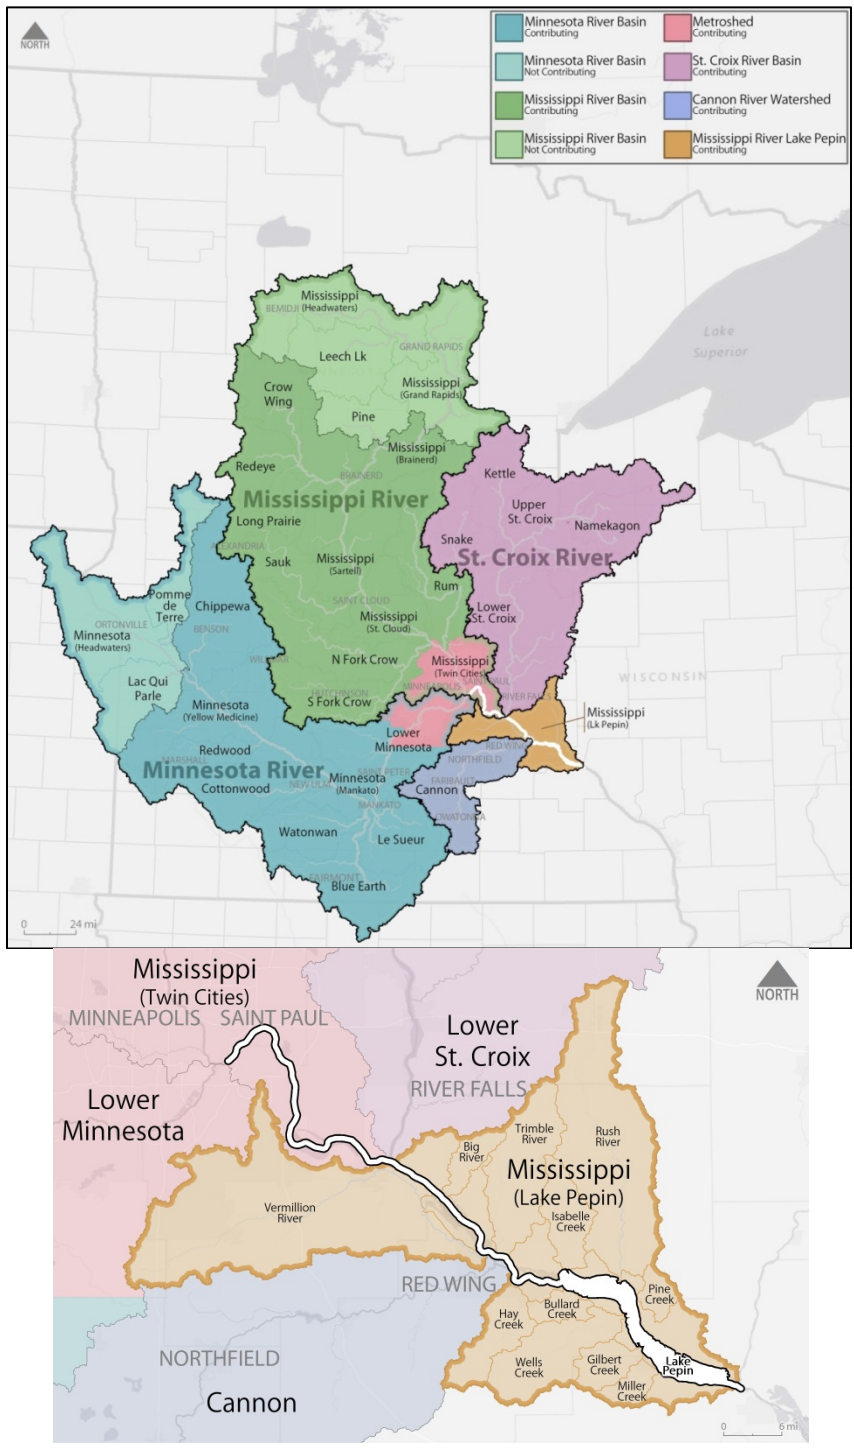 NORTH
Minnesota River Basin
Contributing
Minnesota River Basin
Not Contributing
Mississippi River Basin
Contributing
Mississippi River Basin
Not Contributing
Metroshed
Contributing
St. Croix River Basin
Contributing
Cannon River Watershed
Contributing
Mississippi River Lake Pepin
Contributing
Lake
Superior
Mississippi
(Headwaters)
BEMIDJI
GRAND RAPIDS
Leech Lk
Mississippi
(Grand Rapids)
Crow
Wing
Pine
Mississippi
(Brainerd)
Redeye
BRAINERD
Kettle
Mississippi River
Upper
St. Croix
Long Prairie
Namekagon
Snake
ALEXANDRIA
St. Croix River
Sauk
Mississippi
(Sartell)
Rum
Pomme
de
Terre
Chippewa
SAINT CLOUD
Lower
St. Croix
Mississippi
(St. Cloud)
ORTONVILLE
BENSON
Minnesota
(Headwaters)
WILLMAR
N Fork Crow
Mississippi
(Twin Cities)
WISCONSIN
Lac Qui
Parle
MINNEAPOLIS
SAINT PAUL
HUTCHINSON
RIVER FALLS
S Fork Crow
Minnesota
(Yellow Medicine)
Mississippi
(Lk Pepin)
Lower
Minnesota
Redwood
RED WING
MARSHALL
NORTHFIELD
Minnesota River
SAINT PETER
Minnesota
(Mankato)
Cottonwood
NEW ULM
FARIBAULT
Cannon
MANKATO
OWATONNA
Watonwan
Le Sueur
FAIRMONT
Blue Earth
0 24 mi
Mississippi
(Twin Cities)
MINNEAPOLIS SAINT PAUL
NORTH
Lower
St. Croix
RIVER FALLS
Lower
Minnesota
Trimble
River
Rush
River
Big
River
Mississippi
(Lake Pepin)
Vermillion
River
Isabelle
Creek
RED WING
Pine
Creek
Bullard
Creek
Hay
Creek
NORTHFIELD
Wells
Creek
Gilbert
Creek
Lake
Pepin
Miller
Creek
Cannon
0 6 mi